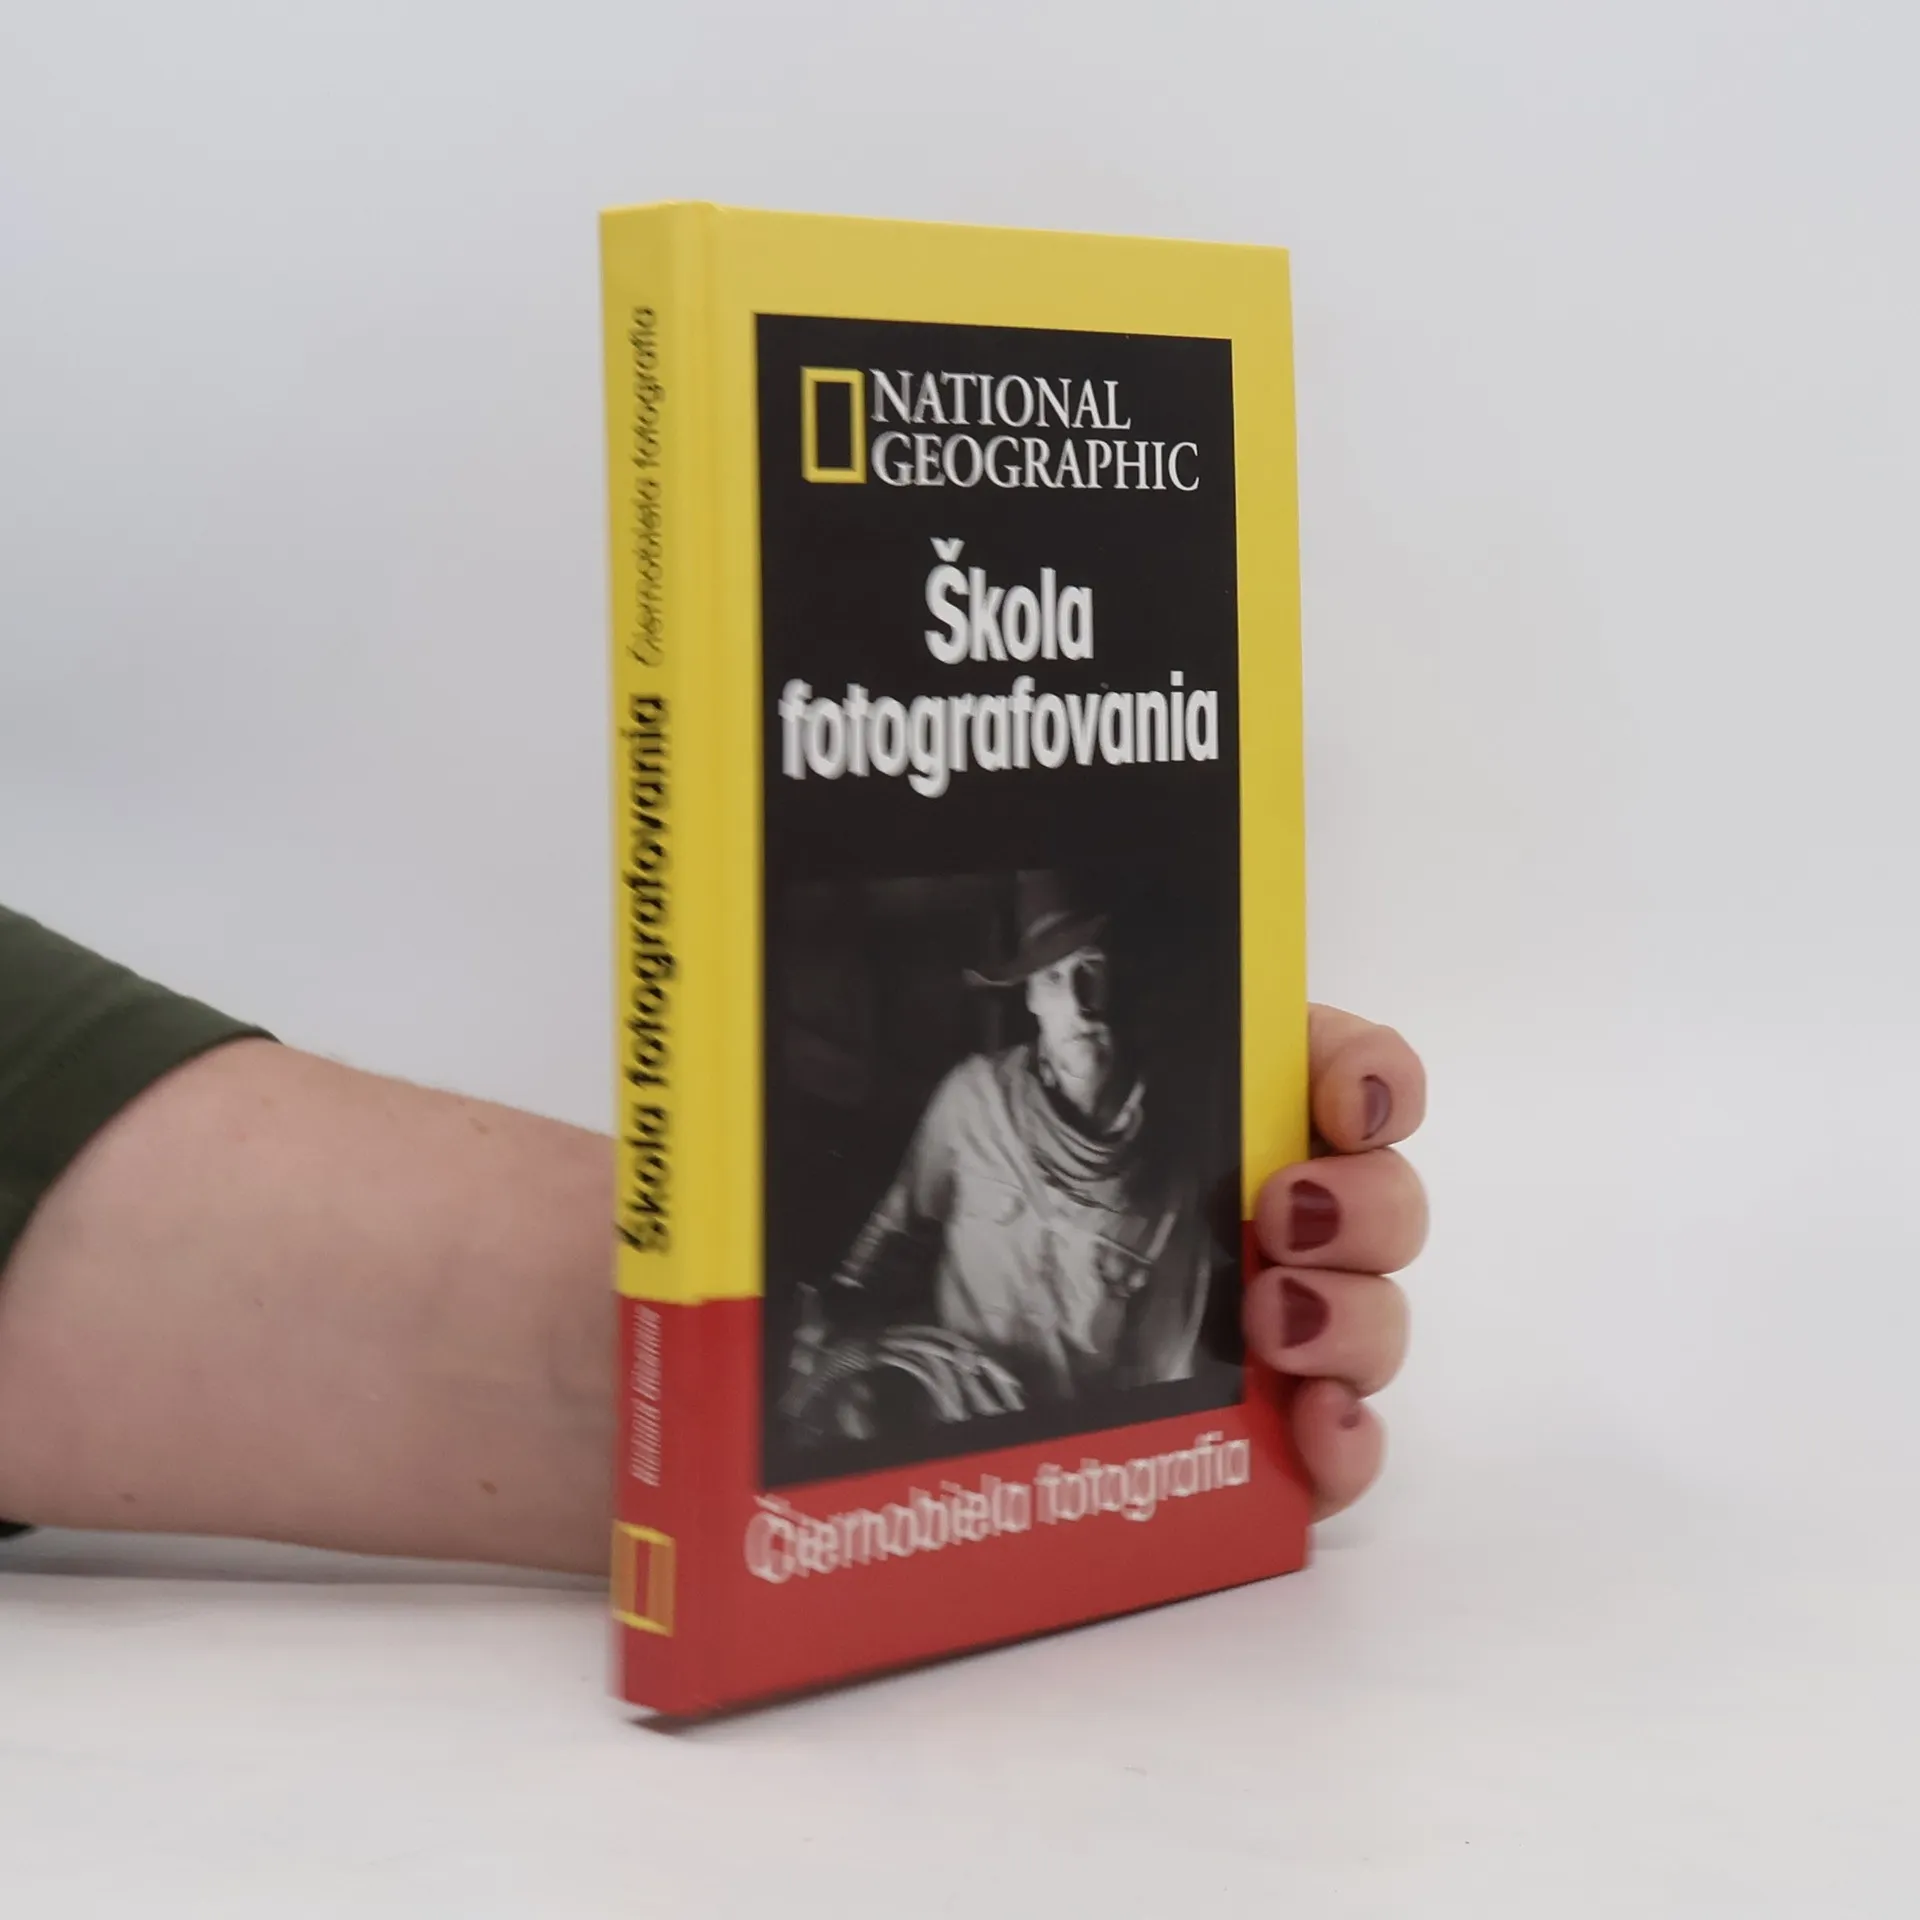 Škola fotografovania Čiernobiela fotografia
NATIONAL
GEOGRAPHIC
Škola
fotografovania
Čiernobiela fotografia